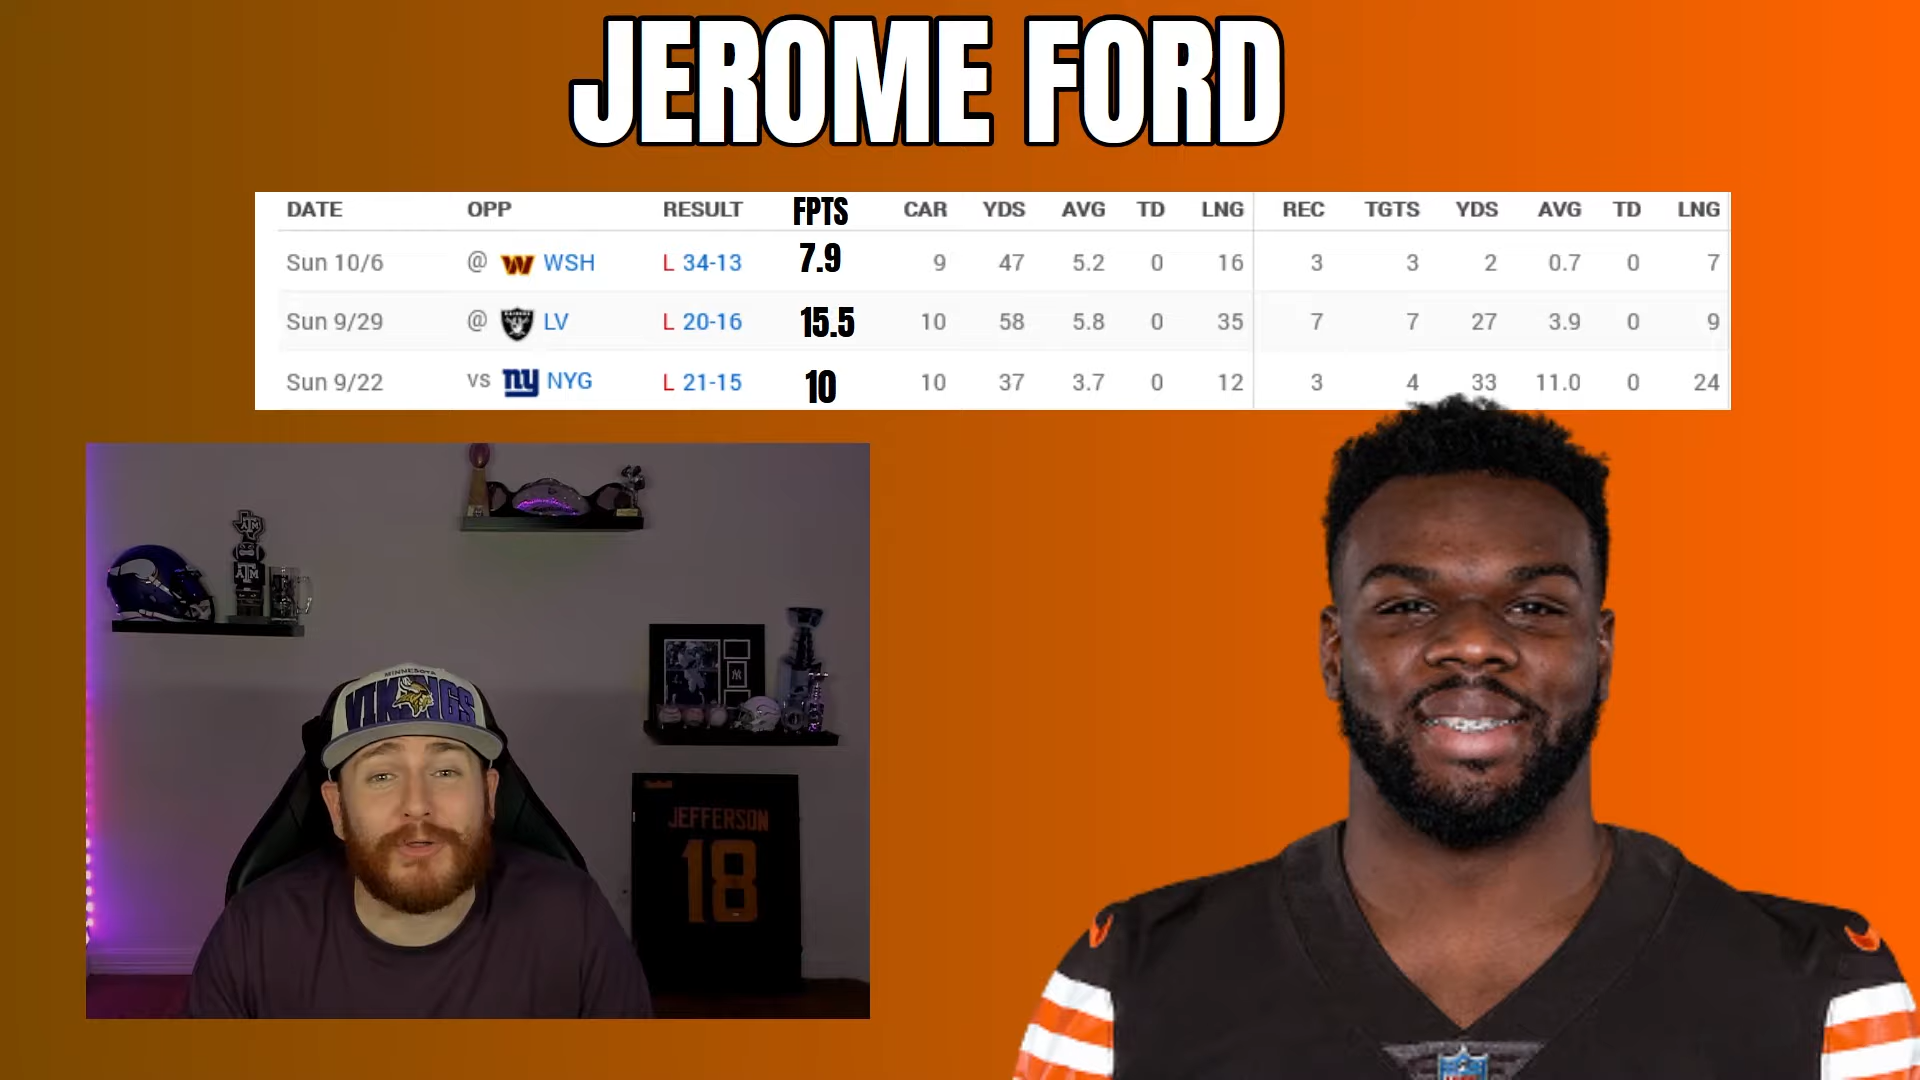 JEROME FORD
DATE OPP RESULT FPTS CAR YDS AVG TD LNG REC TGTS YDS AVG TD LNG
Sun 10/6 @ WSH L 34-13 7.9 9 47 5.2 0 16 3 3 2 0.7 0 7
Sun 9/29 @ LV L 20-16 15.5 10 58 5.8 0 35 7 7 27 3.9 0 9
Sun 9/22 vs NYG L 21-15 10 10 37 3.7 0 12 3 4 33 11.0 0 24
ny
ATM
ATM
MINNESOTA
VIKINGS
JEFFERSON
18